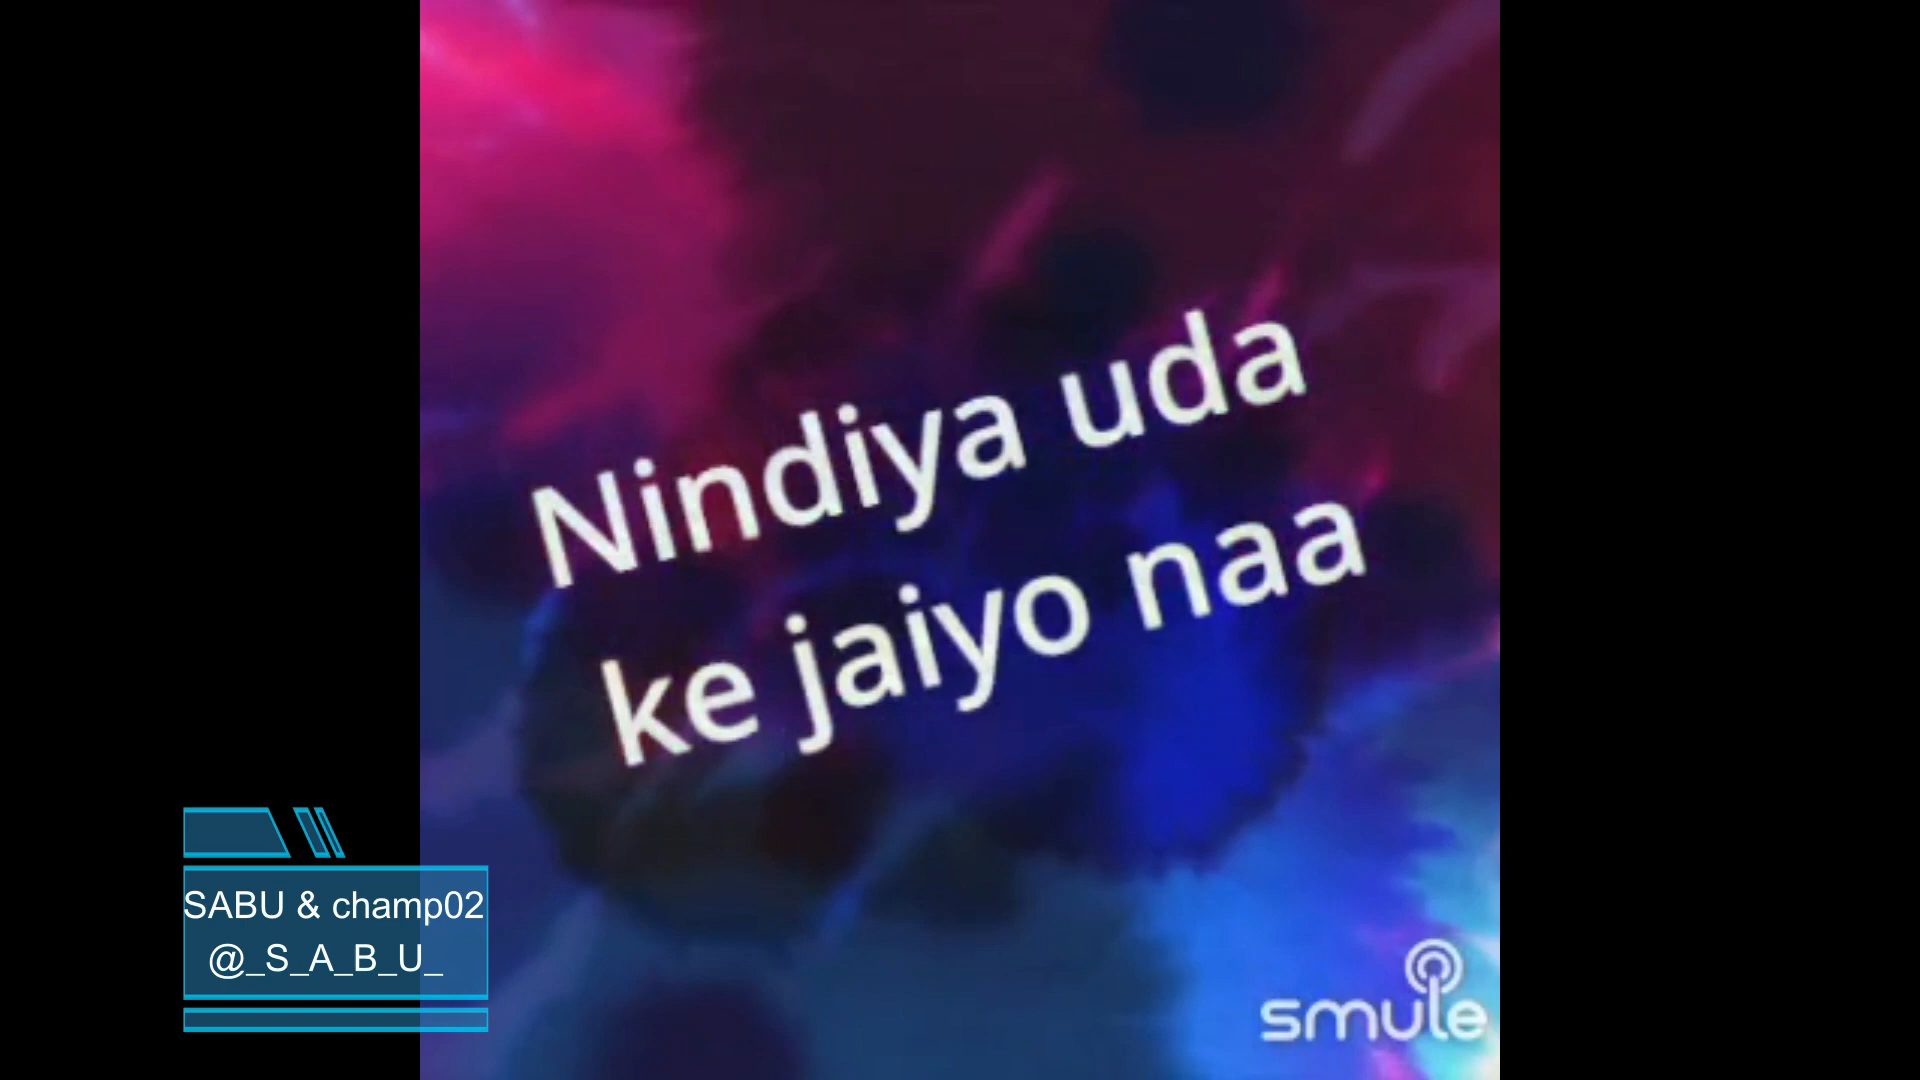 Nindiya uda
ke jaiyo naa
SABU & champ02
@_S_A_B_U_
smule